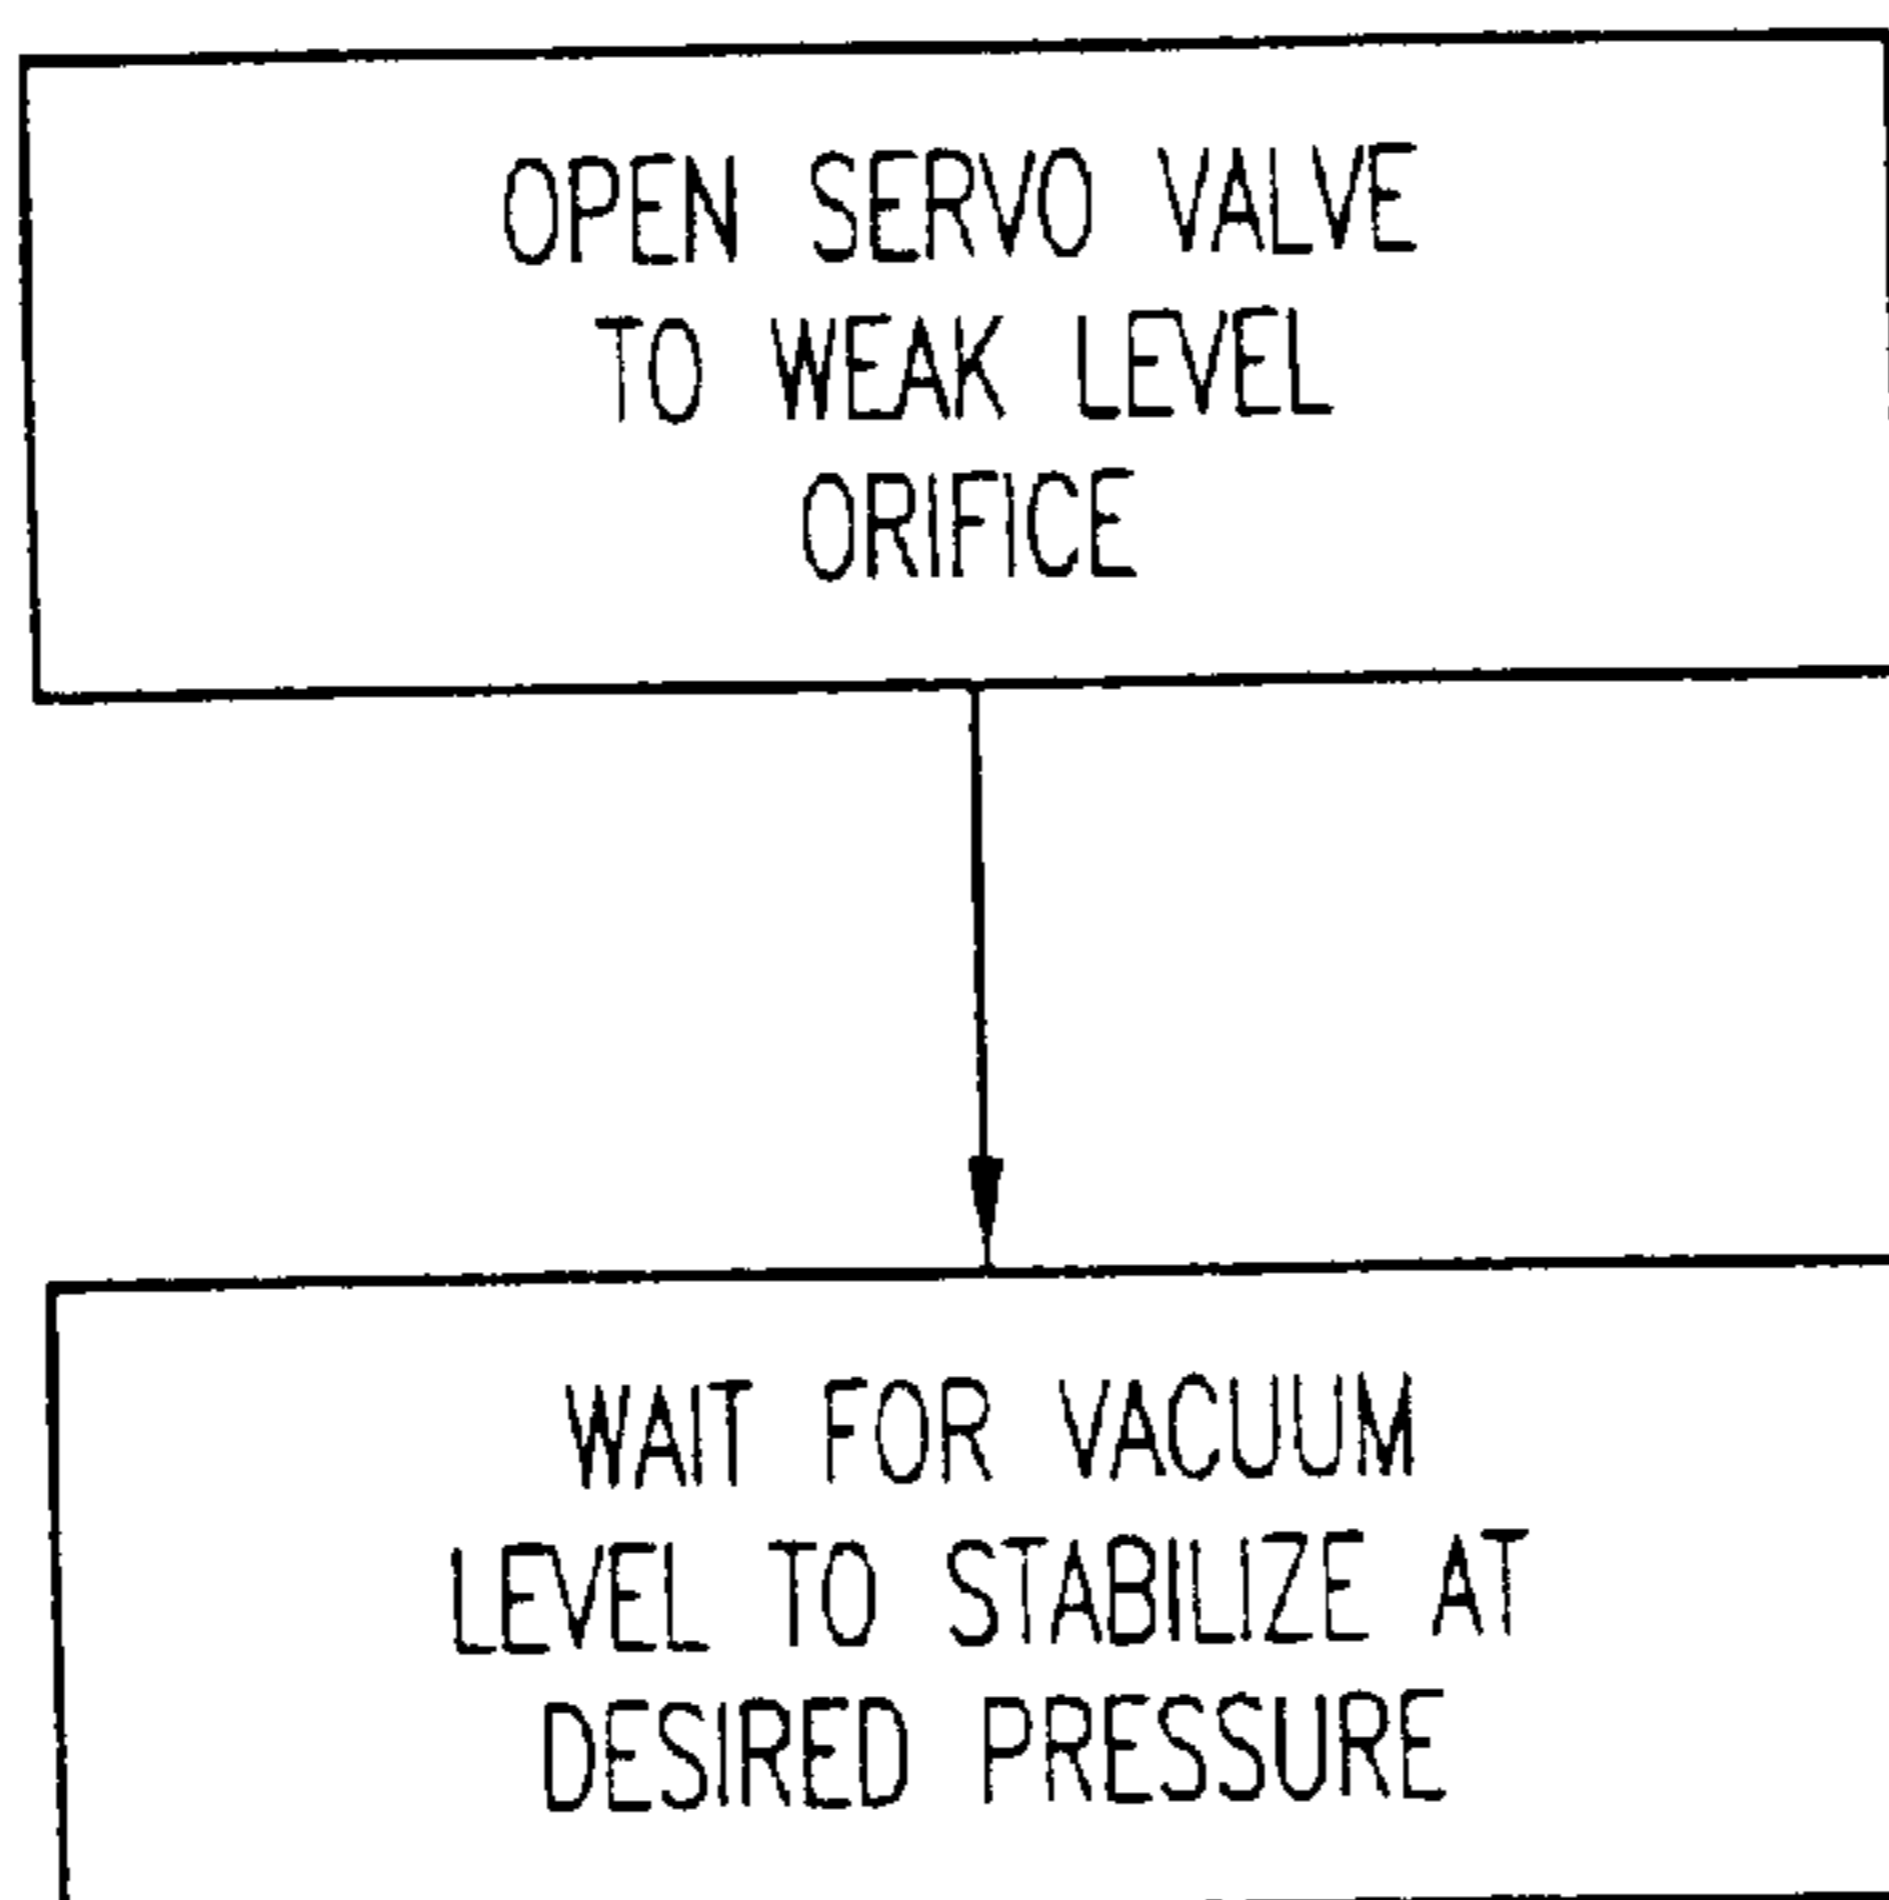 OPEN SERVO VALVE
TO WEAK LEVEL
ORIFICE
WAIT FOR VACUUM
LEVEL TO STABILIZE AT
DESIRED PRESSURE